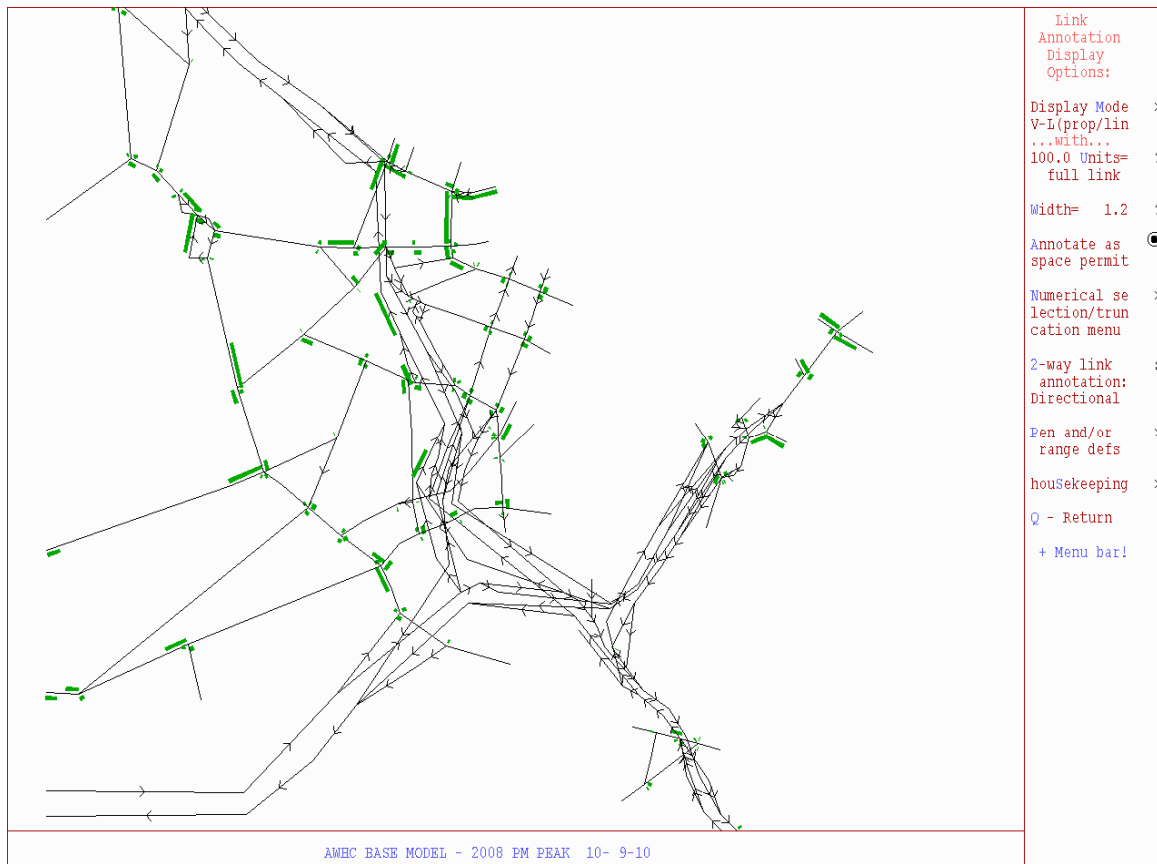 Link
Annotation
Display
Options:
Display Mode
V-L(prop/lin
...with...
100.0 Units=
full link
Width=   1.2
Annotate as
space permit
Numerical se
lection/trun
cation menu
2-way link
annotation:
Directional
Pen and/or
range defs
houSekeeping
Q - Return
+ Menu bar!
AWHC BASE MODEL - 2008 PM PEAK  10- 9-10